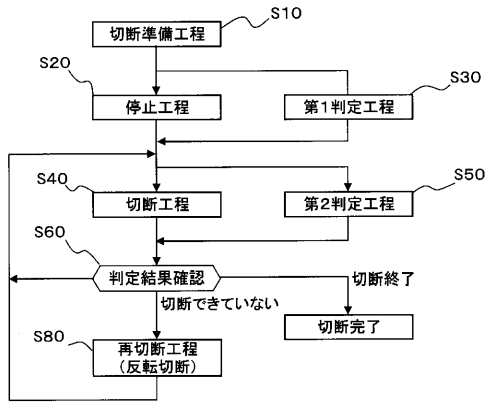 S10
切断準備工程
S20
停止工程
S30
第1判定工程
S40
切断工程
S50
第2判定工程
S60
判定結果確認
切断終了
切断できていない
切断完了
S80
再切断工程
(反転切断)